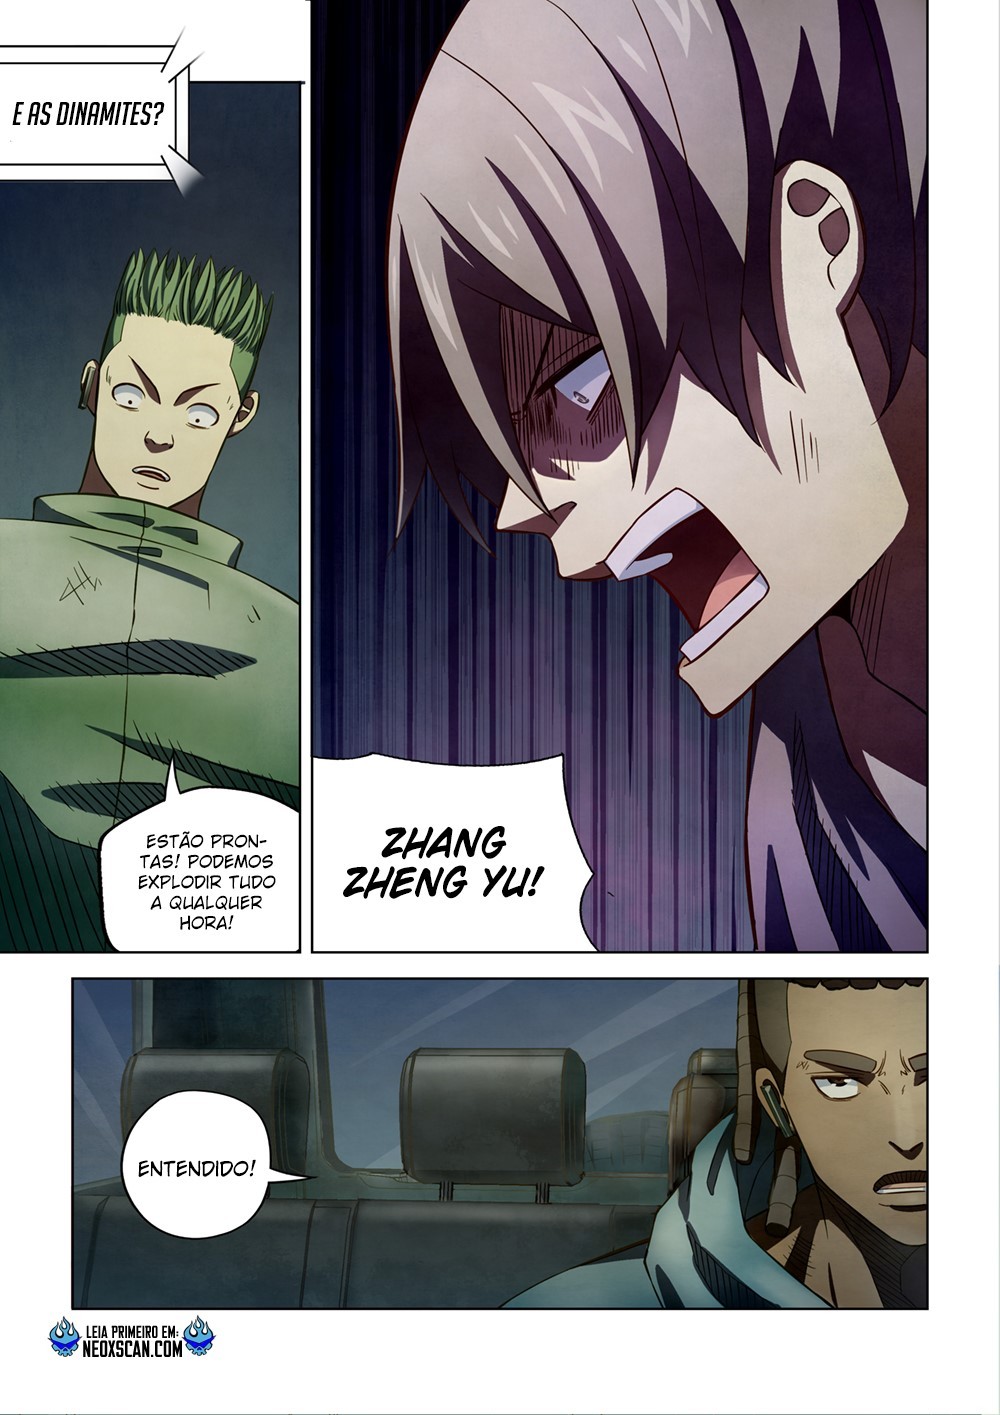 E AS DINAMITES?
ESTÃO PRON-
TAS! PODEMOS
EXPLODIR TUDO
A QUALQUER
HORA!
ZHANG
ZHENG YU!
ENTENDIDO!
LEIA PRIMEIRO EM:
NEOXSCAN.COM